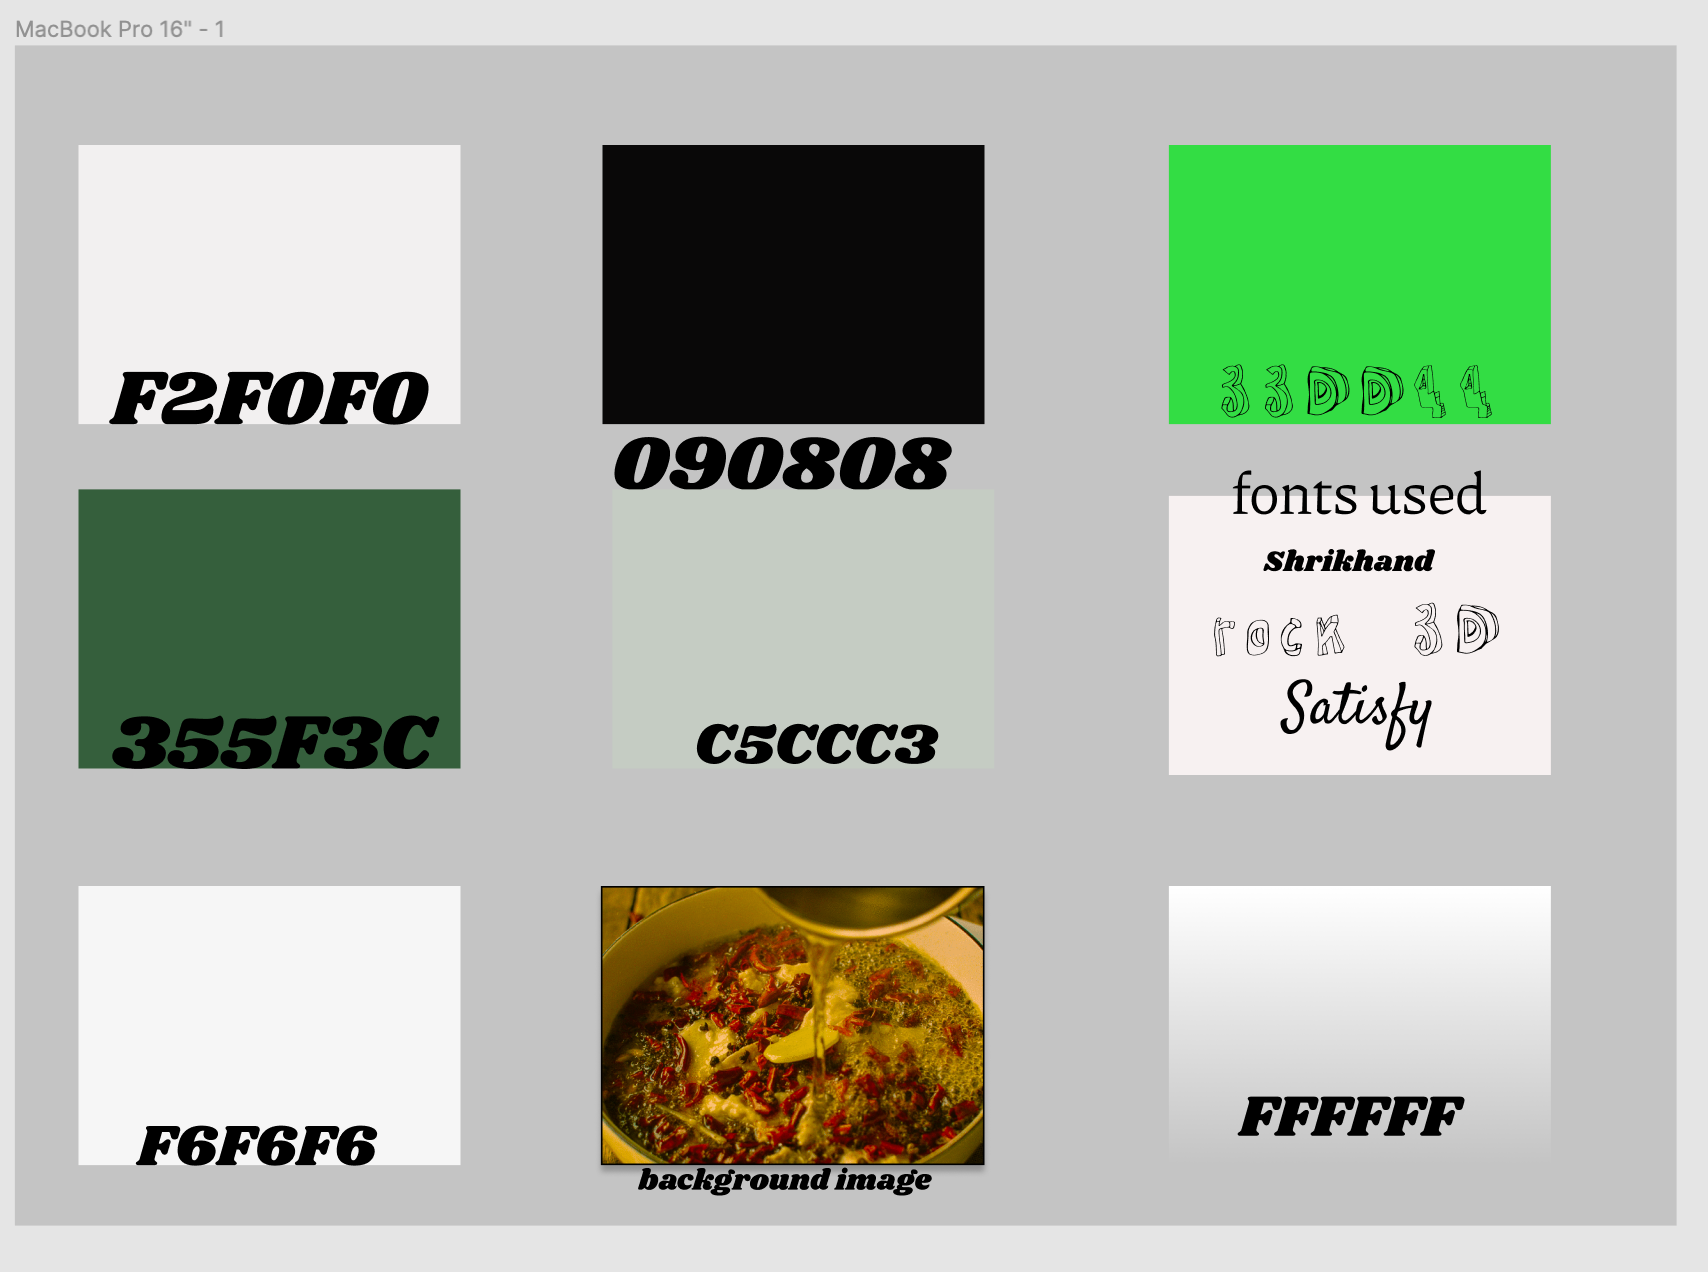 MacBook Pro 16" - 1
F2F0F0
090808
33DD44
355F3C
C5CCC3
fonts used
Shrikhand
rock 3D
Satisfy
F6F6F6
background image
FFFFFF